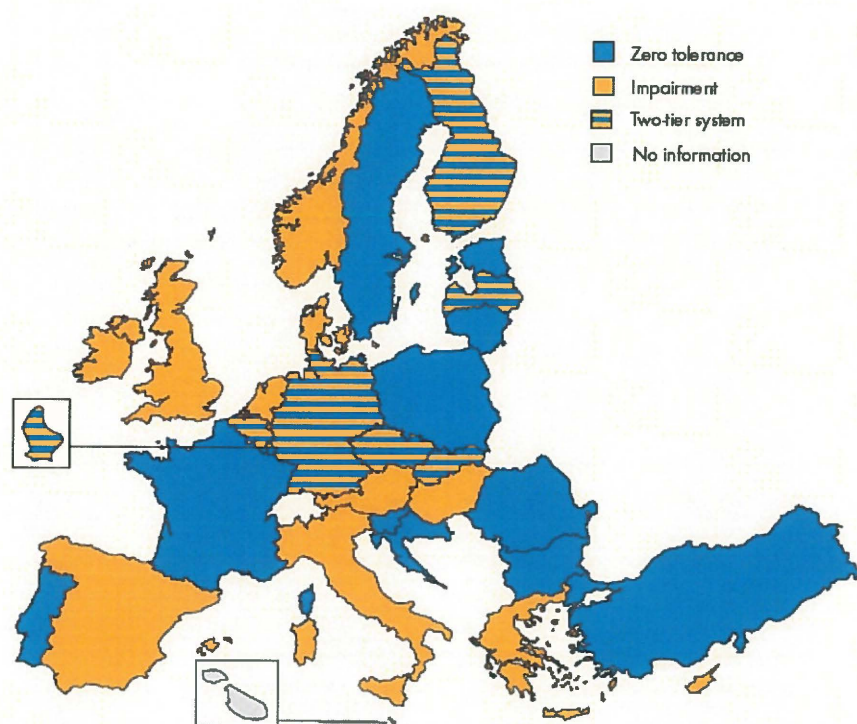 Zero tolerance
Impairment
Two-tier system
No information